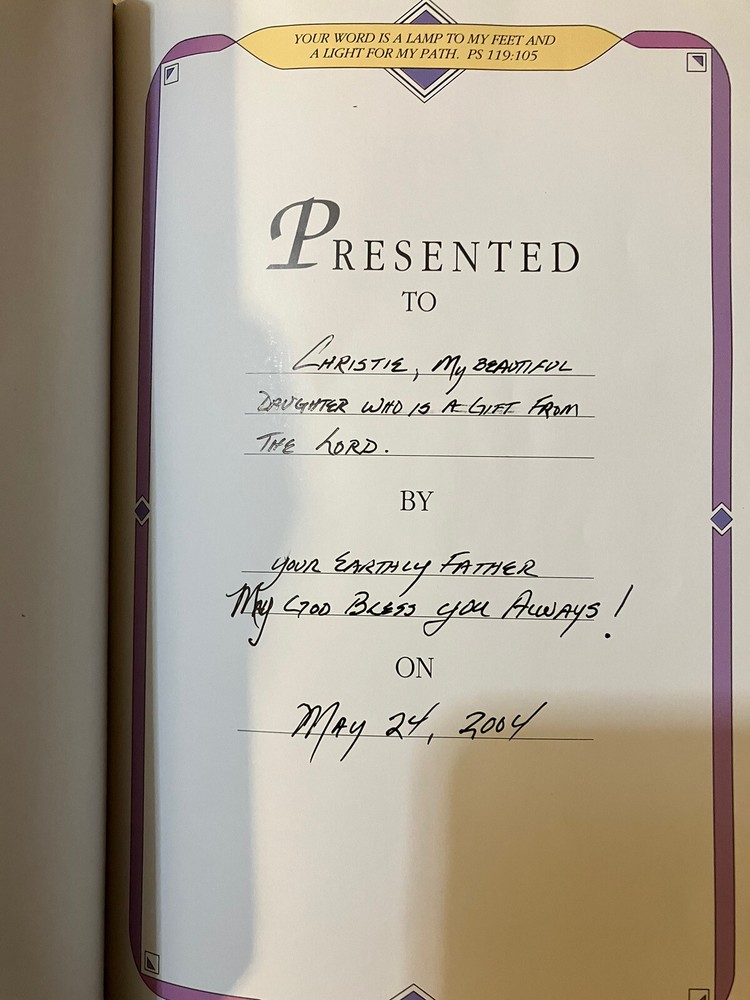 YOUR WORD IS A LAMP TO MY FEET AND
A LIGHT FOR MY PATH. PS 119:105
PRESENTED
TO
CHRISTIE, MY BEAUTIFUL
DAUGHTER WHO IS A GIFT FROM
THE LORD.
BY
YOUR EARTHLY FATHER
MAY GOD BLESS YOU ALWAYS!
ON
MAY 24, 2004